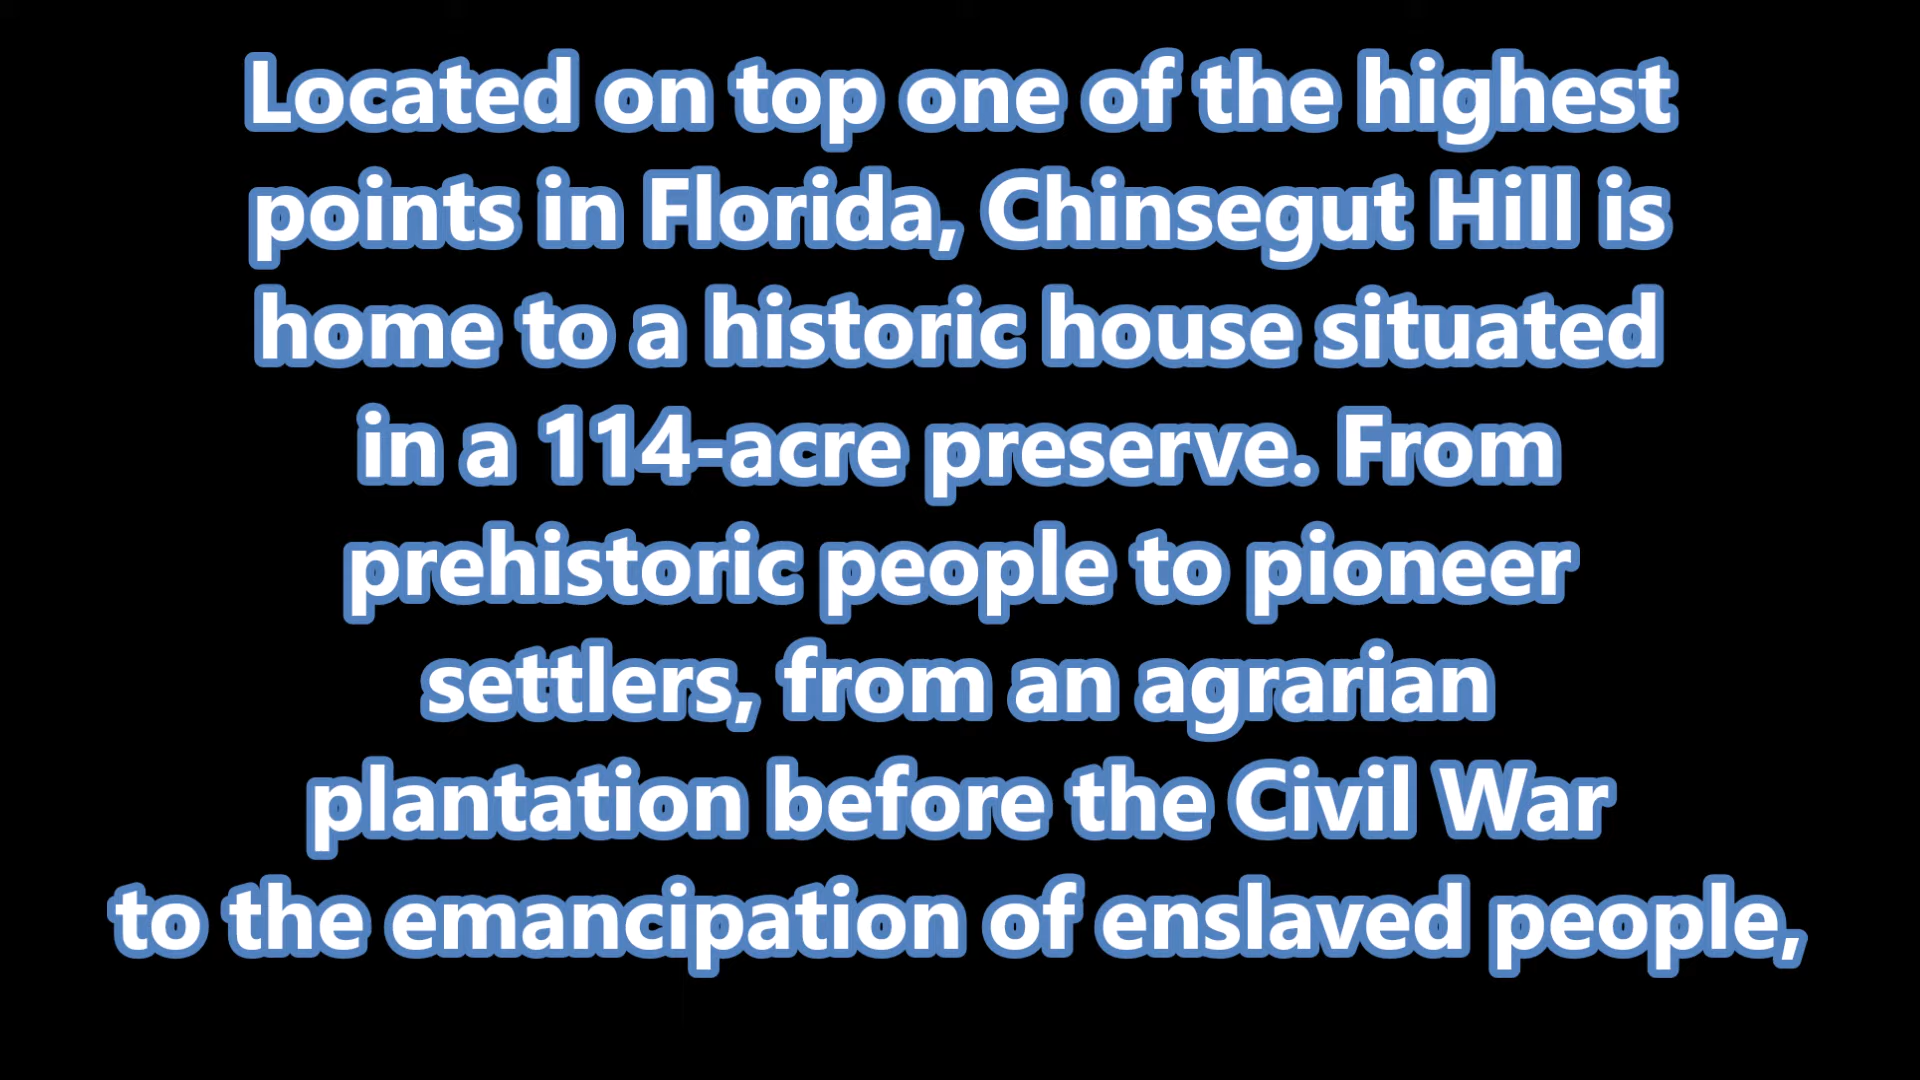 Located on top one of the highest
points in Florida, Chinsegut Hill is
home to a historic house situated
in a 114-acre preserve. From
prehistoric people to pioneer
settlers, from an agrarian
plantation before the Civil War
to the emancipation of enslaved people,